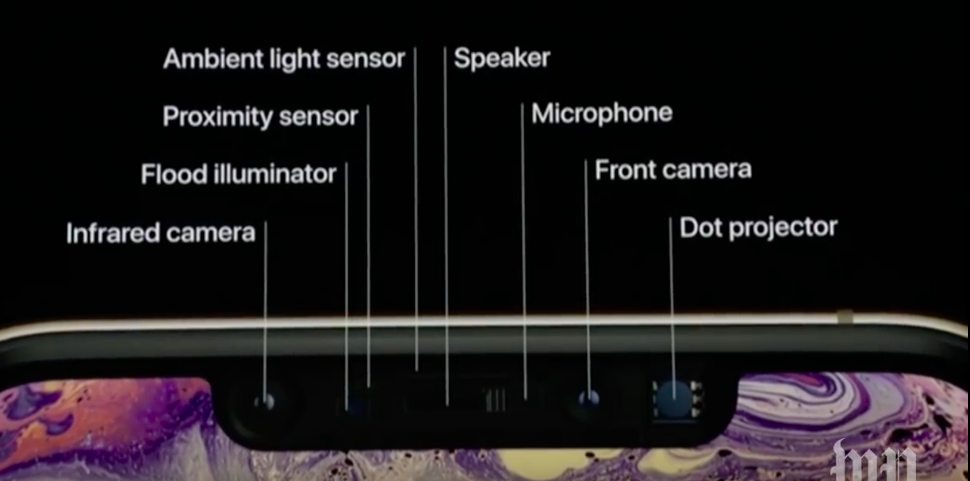 Ambient light sensor
Speaker
Proximity sensor
Microphone
Flood illuminator
Front camera
Infrared camera
Dot projector